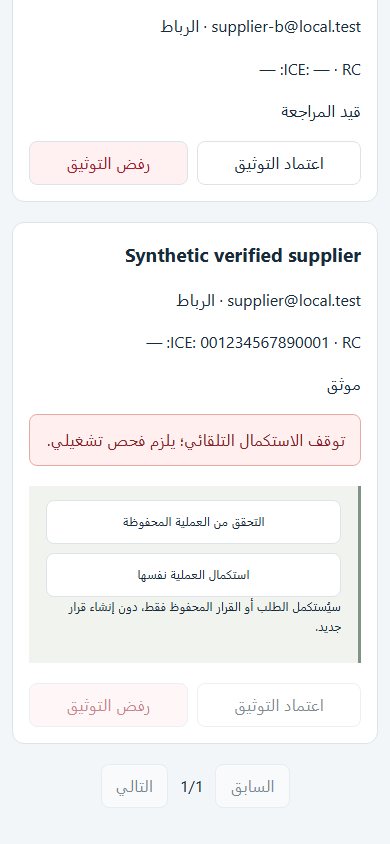 supplier-b@local.test · الرباط
ICE: — · RC: —
قيد المراجعة
اعتماد التوثيق
رفض التوثيق
Synthetic verified supplier
supplier@local.test · الرباط
ICE: 001234567890001 · RC: —
موثق
توقف الاستكمال التلقائي؛ يلزم فحص تشغيلي.
التحقق من العملية المحفوظة
استكمال العملية نفسها
سيُستكمل الطلب أو القرار المحفوظ فقط، دون إنشاء قرار
جديد.
اعتماد التوثيق
رفض التوثيق
السابق
1/1
التالي